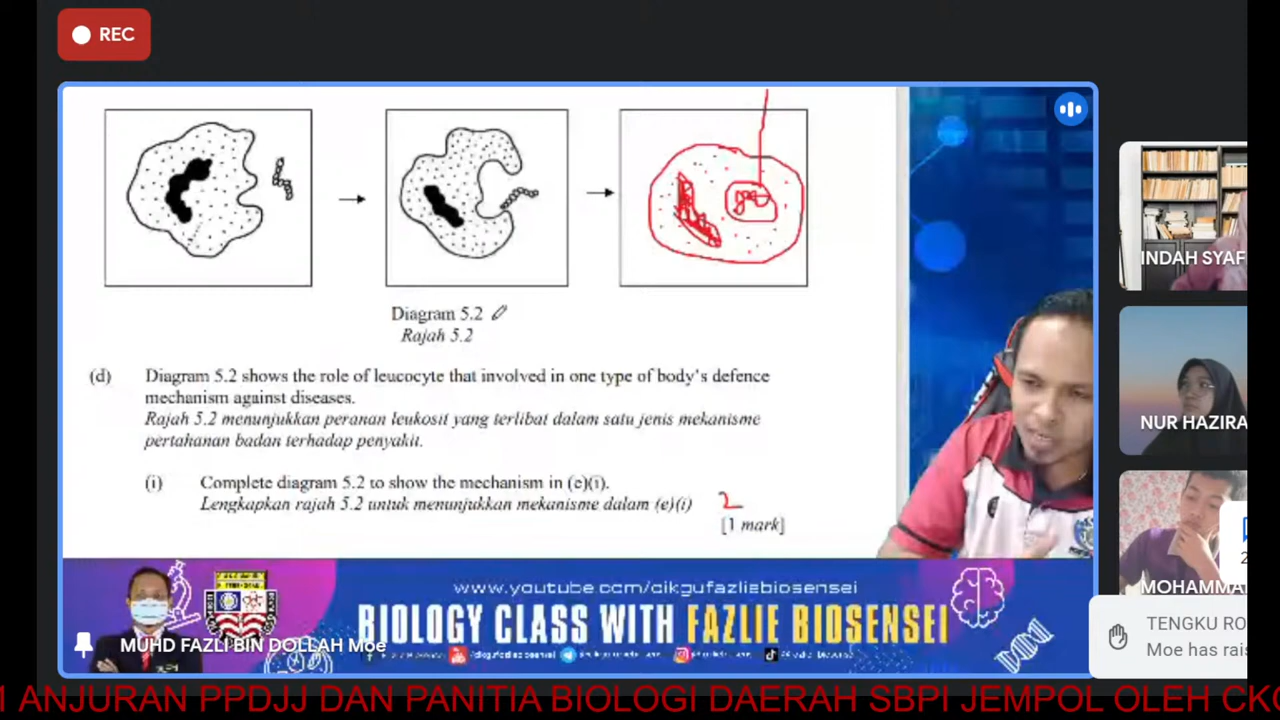 REC
Diagram 5.2
Rajah 5.2
(d) Diagram 5.2 shows the role of leucocyte that involved in one type of body's defence
mechanism against diseases.
Rajah 5.2 menunjukkan peranan leukosit yang terlibat dalam satu jenis mekanisme
pertahanan badan terhadap penyakit.
(i) Complete diagram 5.2 to show the mechanism in (e)(i).
Lengkapkan rajah 5.2 untuk menunjukkan mekanisme dalam (e)(i)
2
[1 mark]
www.youtube.com/cikgufazliebiosensei
BIOLOGY CLASS WITH FAZLIE BIOSENSEI
MUHD FAZLI BIN DOLLAH Moe
INDAH SYAF
NUR HAZIRA
MOHAMMA
TENGKU RO
Moe has rais
1 ANJURAN PPDJJ DAN PANITIA BIOLOGI DAERAH SBPI JEMPOL OLEH CKG